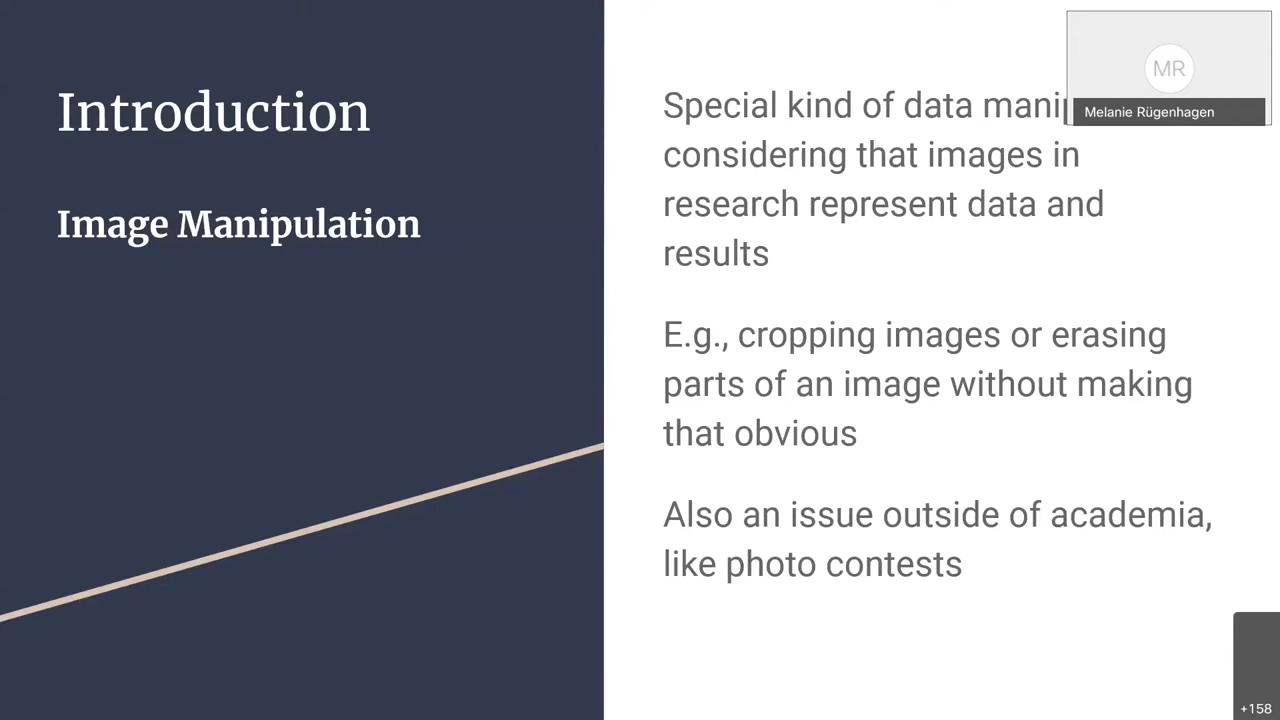 Introduction
Image Manipulation
Special kind of data
considering that images in
research represent data and
results
E.g., cropping images or erasing
parts of an image without making
that obvious
Also an issue outside of academia,
like photo contests
MR
Melanie Rügenhagen
+158